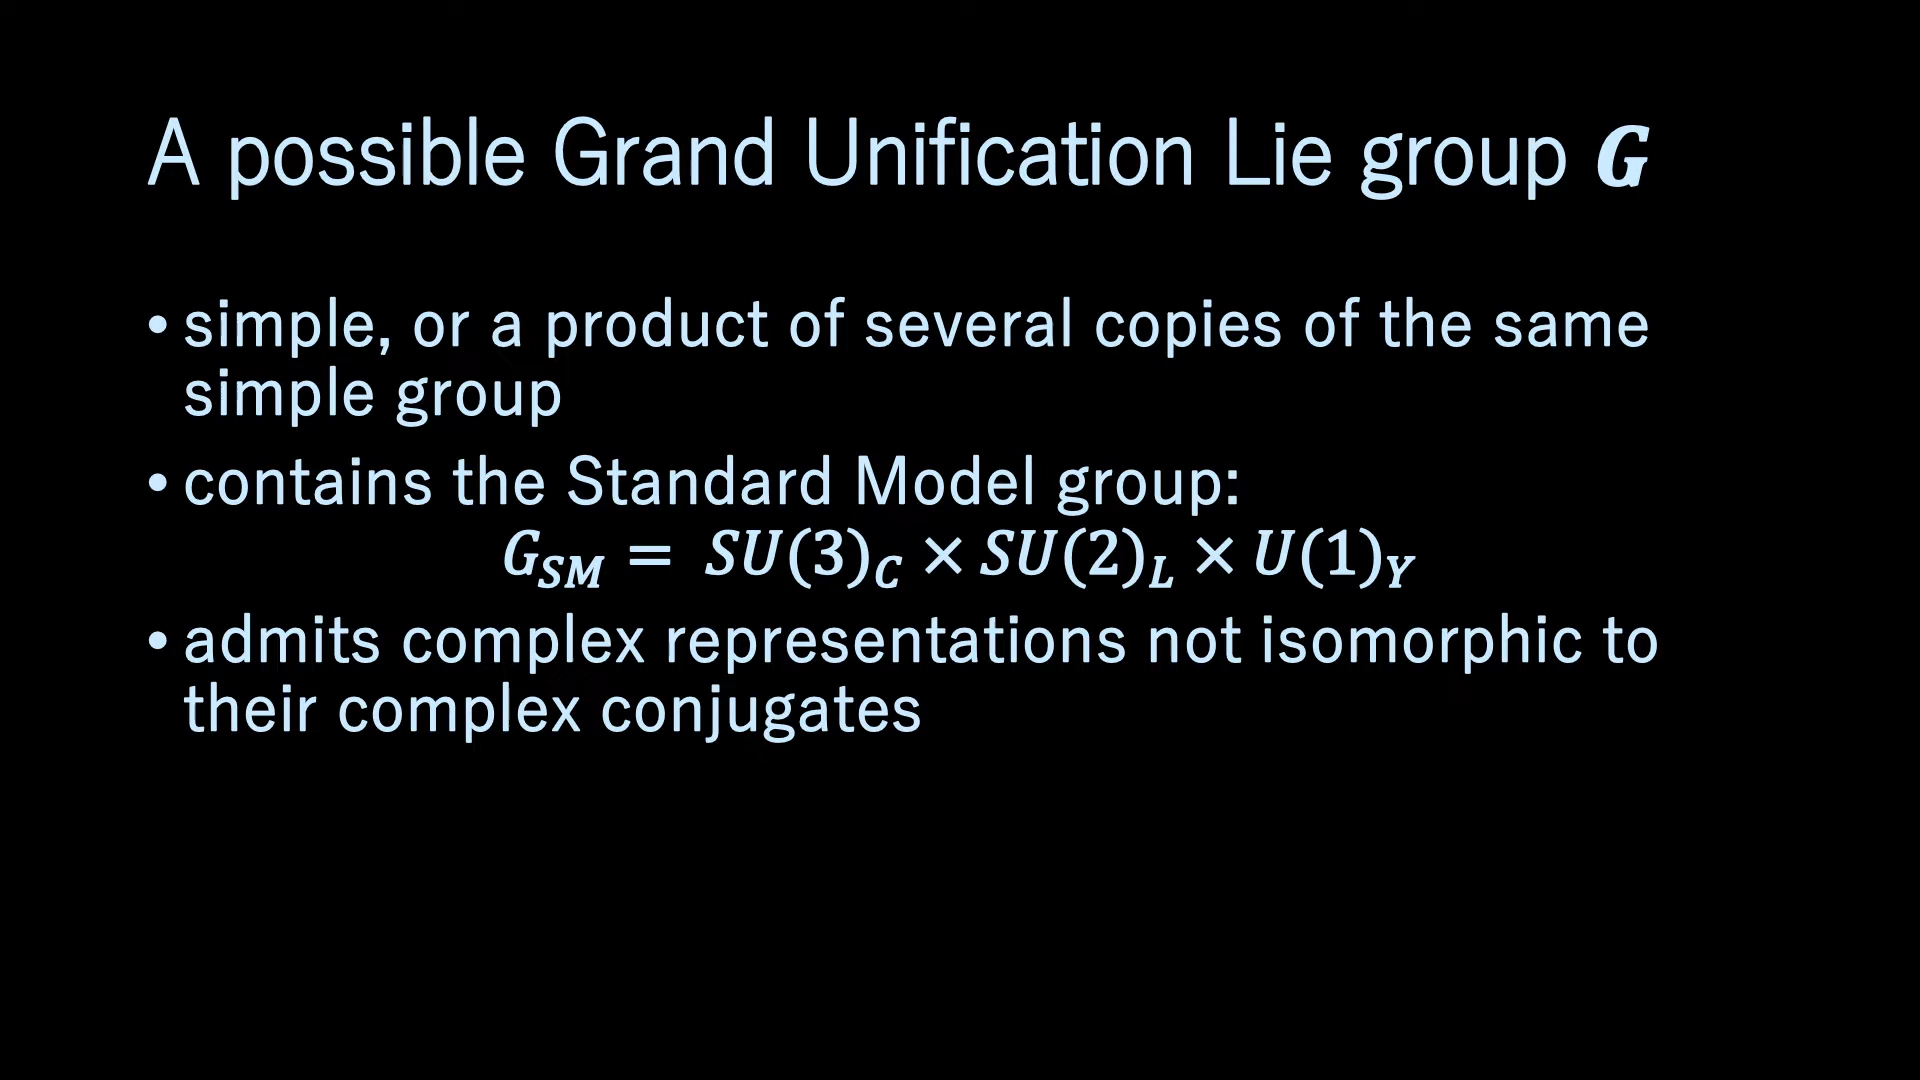 A possible Grand Unification Lie group G
• simple, or a product of several copies of the same
simple group
• contains the Standard Model group:
G_{SM} = SU(3)_C × SU(2)_L × U(1)_Y
• admits complex representations not isomorphic to
their complex conjugates